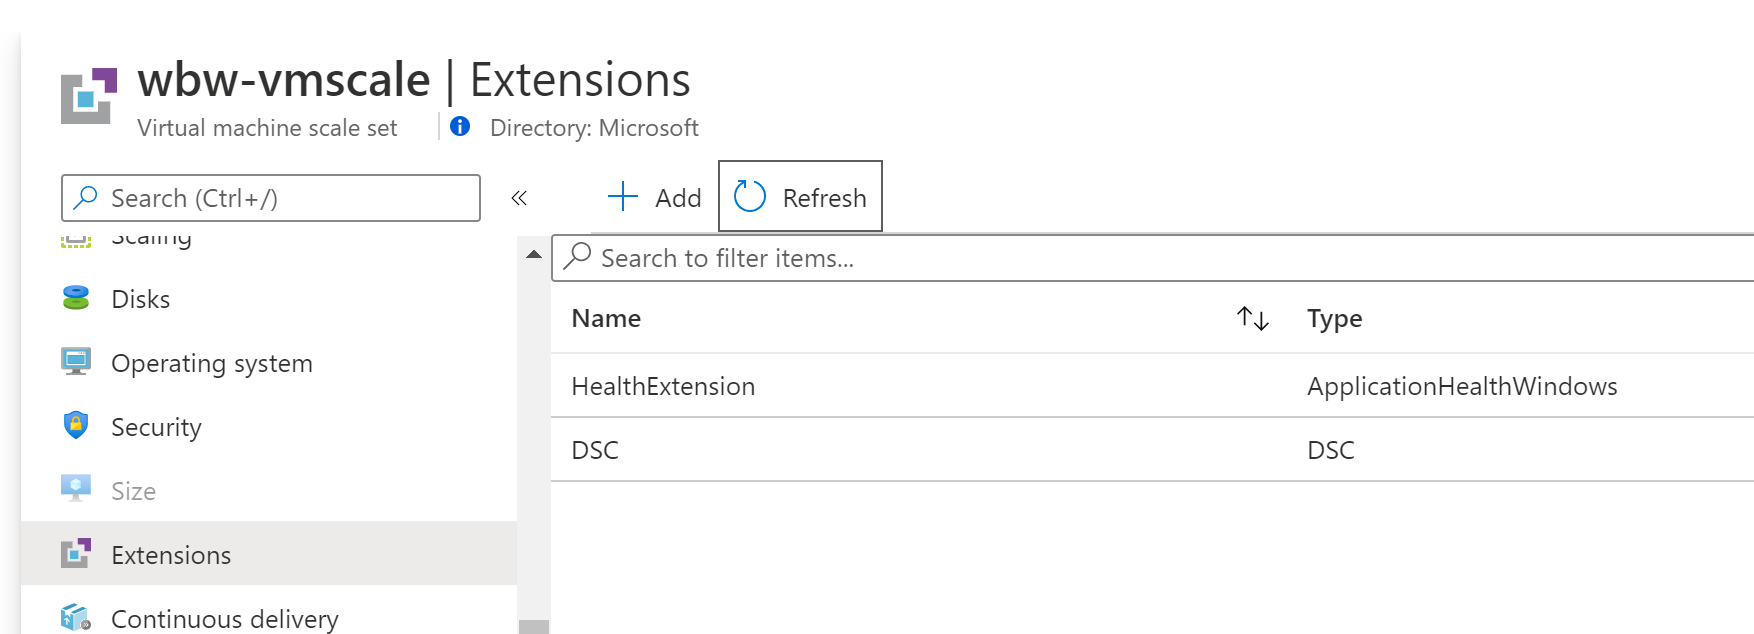 wbw-vmscale | Extensions
Virtual machine scale set
Directory: Microsoft
Search (Ctrl+/)
«
Add
Refresh
Scaling
Disks
Operating system
Security
Size
Extensions
Continuous delivery
Search to filter items...
Name
Type
HealthExtension
ApplicationHealthWindows
DSC
DSC